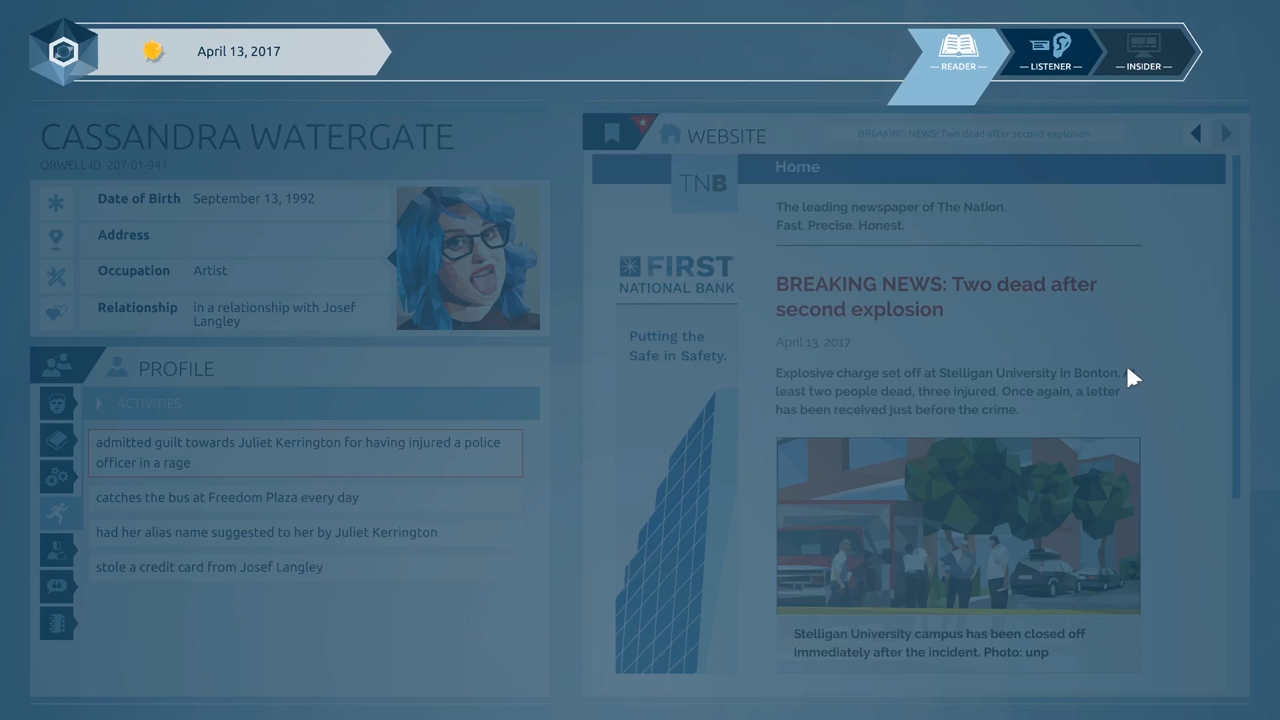 April 13, 2017
— READER —
— LISTENER —
— INSIDER —
CASSANDRA WATERGATE
ORWELL-ID 207-01-941
Date of Birth September 13, 1992
Address
Occupation Artist
Relationship in a relationship with Josef
Langley
PROFILE
ACTIVITIES
admitted guilt towards Juliet Kerrington for having injured a police
officer in a rage
catches the bus at Freedom Plaza every day
had her alias name suggested to her by Juliet Kerrington
stole a credit card from Josef Langley
WEBSITE
BREAKING NEWS: Two dead after second explosion
TNB
Home
The leading newspaper of The Nation.
Fast. Precise. Honest.
FIRST
NATIONAL BANK
Putting the
Safe in Safety.
BREAKING NEWS: Two dead after
second explosion
April 13, 2017
Explosive charge set off at Stelligan University in Bonton.
least two people dead, three injured. Once again, a letter
has been received just before the crime.
Stelligan University campus has been closed off
immediately after the incident. Photo: unp